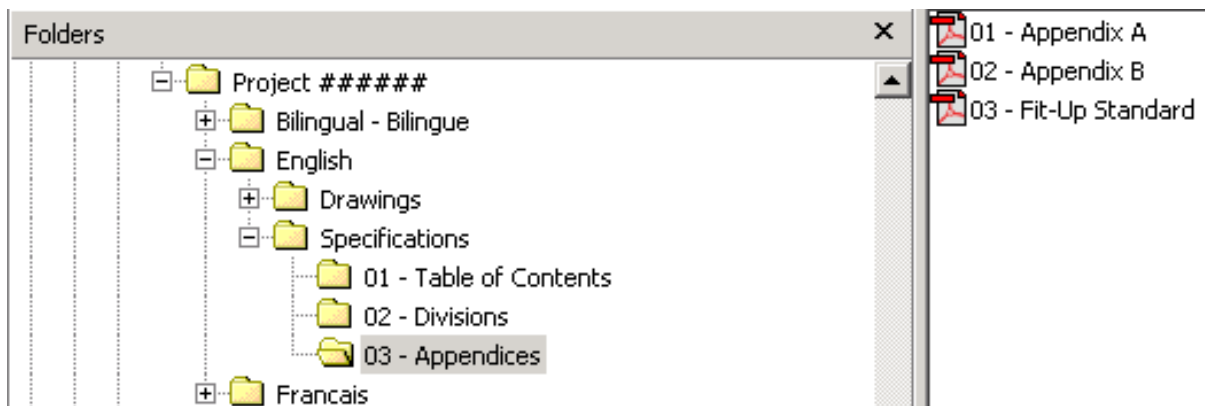 Folders
Project ######
Bilingual - Bilingue
English
Drawings
Specifications
01 - Table of Contents
02 - Divisions
03 - Appendices
Francais
01 - Appendix A
02 - Appendix B
03 - Fit-Up Standard